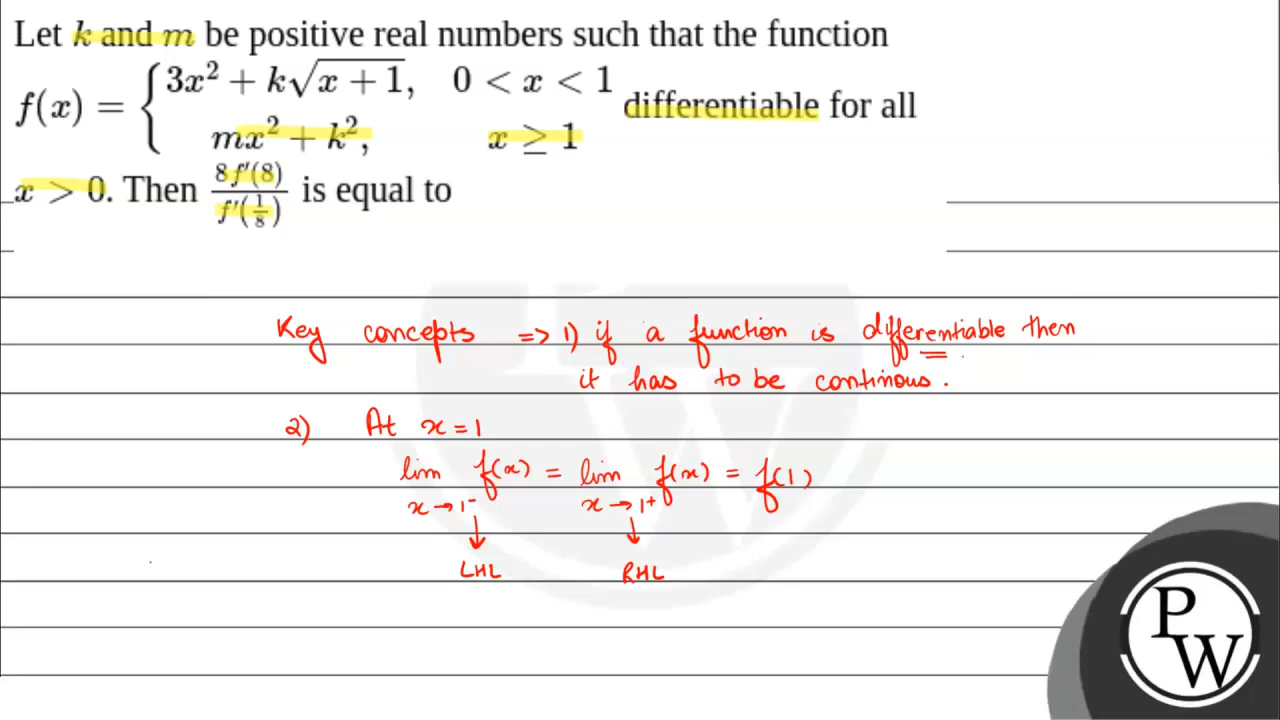 Let k and m be positive real numbers such that the function
f(x) = { 3x² + k√(x + 1), 0 < x < 1
mx² + k², x ≥ 1 differentiable for all
x > 0. Then 8f′(8) / f′(1/8) is equal to
Key concepts => 1) if a function is differentiable then
it has to be continous.
2) At x = 1
lim x→1⁻ f(x) = lim x→1⁺ f(x) = f(1)
↓ ↓
LHL RHL
P
W